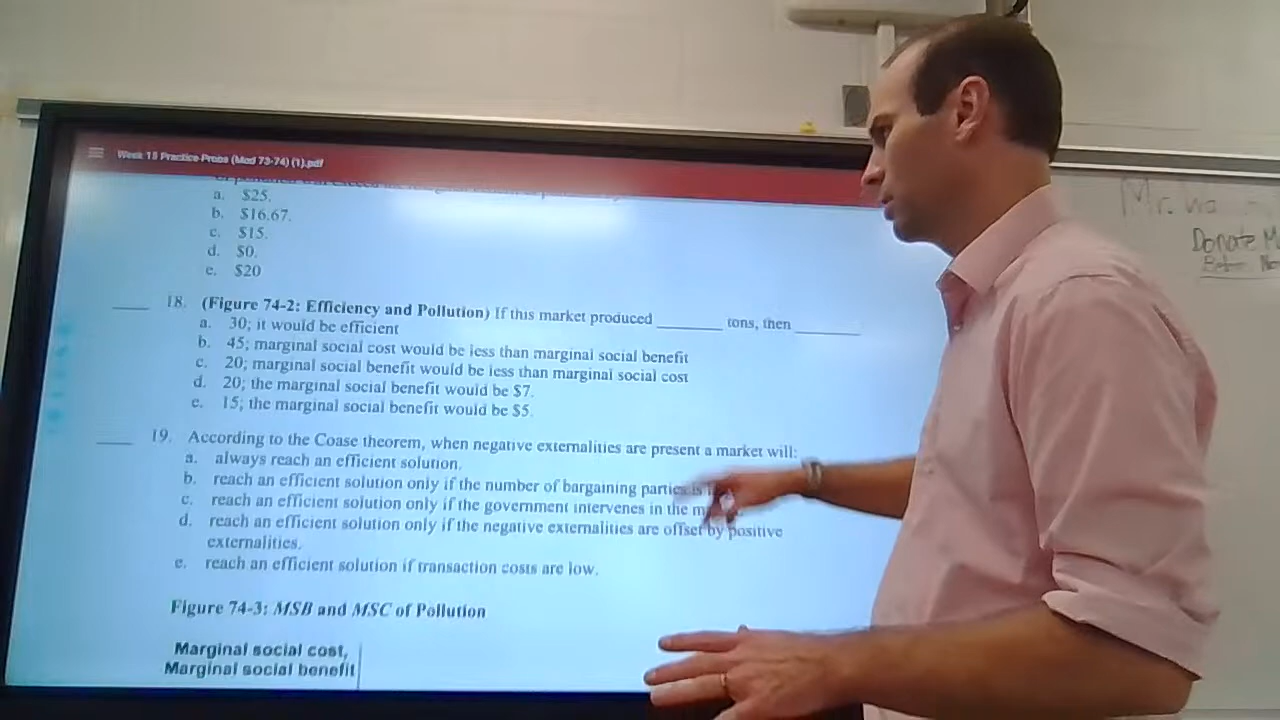 Week 15 Practice Probs (Mod 73-74) (1).pdf
a. $25.
b. $16.67.
c. $15.
d. $0.
e. $20
____ 18. (Figure 74-2: Efficiency and Pollution) If this market produced ________ tons, then ________
a. 30; it would be efficient
b. 45; marginal social cost would be less than marginal social benefit
c. 20; marginal social benefit would be less than marginal social cost
d. 20; the marginal social benefit would be $7.
e. 15; the marginal social benefit would be $5.
____ 19. According to the Coase theorem, when negative externalities are present a market will:
a. always reach an efficient solution.
b. reach an efficient solution only if the number of bargaining parties is
c. reach an efficient solution only if the government intervenes in the
d. reach an efficient solution only if the negative externalities are offset by positive
externalities.
e. reach an efficient solution if transaction costs are low.
Figure 74-3: MSB and MSC of Pollution
Marginal social cost,
Marginal social benefit
Mr.
Donate